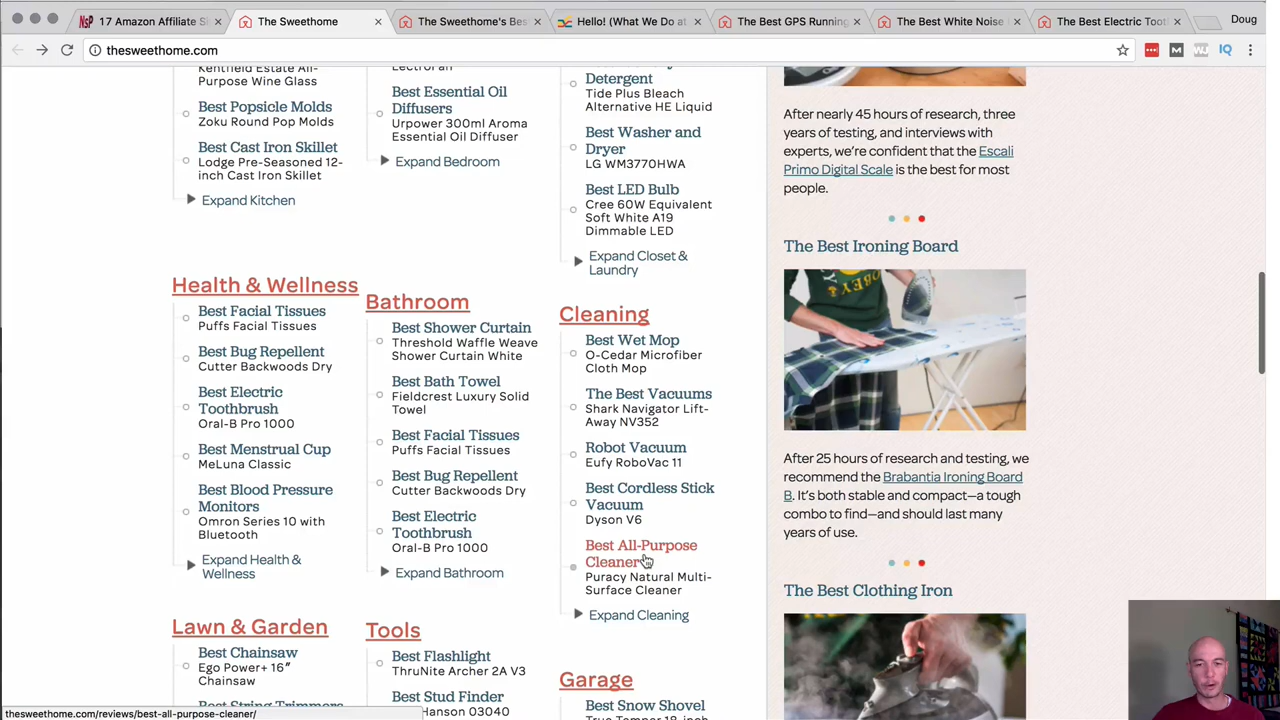 17 Amazon Affiliate Si
The Sweethome
The Sweethome's Bes
Hello! (What We Do at
The Best GPS Running
The Best White Noise
The Best Electric Toot
Doug
thesweethome.com
Kentfield Estate All-
Purpose Wine Glass
Best Popsicle Molds
Zoku Round Pop Molds
Best Cast Iron Skillet
Lodge Pre-Seasoned 12-
inch Cast Iron Skillet
Expand Kitchen
LectroFan
Best Essential Oil
Diffusers
Urpower 300ml Aroma
Essential Oil Diffuser
Expand Bedroom
Detergent
Tide Plus Bleach
Alternative HE Liquid
Best Washer and
Dryer
LG WM3770HWA
Best LED Bulb
Cree 60W Equivalent
Soft White A19
Dimmable LED
Expand Closet &
Laundry
Health & Wellness
Best Facial Tissues
Puffs Facial Tissues
Best Bug Repellent
Cutter Backwoods Dry
Best Electric
Toothbrush
Oral-B Pro 1000
Best Menstrual Cup
MeLuna Classic
Best Blood Pressure
Monitors
Omron Series 10 with
Bluetooth
Expand Health &
Wellness
Bathroom
Best Shower Curtain
Threshold Waffle Weave
Shower Curtain White
Best Bath Towel
Fieldcrest Luxury Solid
Towel
Best Facial Tissues
Puffs Facial Tissues
Best Bug Repellent
Cutter Backwoods Dry
Best Electric
Toothbrush
Oral-B Pro 1000
Expand Bathroom
Cleaning
Best Wet Mop
O-Cedar Microfiber
Cloth Mop
The Best Vacuums
Shark Navigator Lift-
Away NV352
Robot Vacuum
Eufy RoboVac 11
Best Cordless Stick
Vacuum
Dyson V6
Best All-Purpose
Cleaner
Puracy Natural Multi-
Surface Cleaner
Expand Cleaning
Lawn & Garden
Best Chainsaw
Ego Power+ 16″
Chainsaw
Best String Trimmers
Tools
Best Flashlight
ThruNite Archer 2A V3
Best Stud Finder
Hanson 03040
Garage
Best Snow Shovel
True Temper 18-inch
After nearly 45 hours of research, three
years of testing, and interviews with
experts, we're confident that the Escali
Primo Digital Scale is the best for most
people.
The Best Ironing Board
After 25 hours of research and testing, we
recommend the Brabantia Ironing Board
B. It's both stable and compact—a tough
combo to find—and should last many
years of use.
The Best Clothing Iron
thesweethome.com/reviews/best-all-purpose-cleaner/